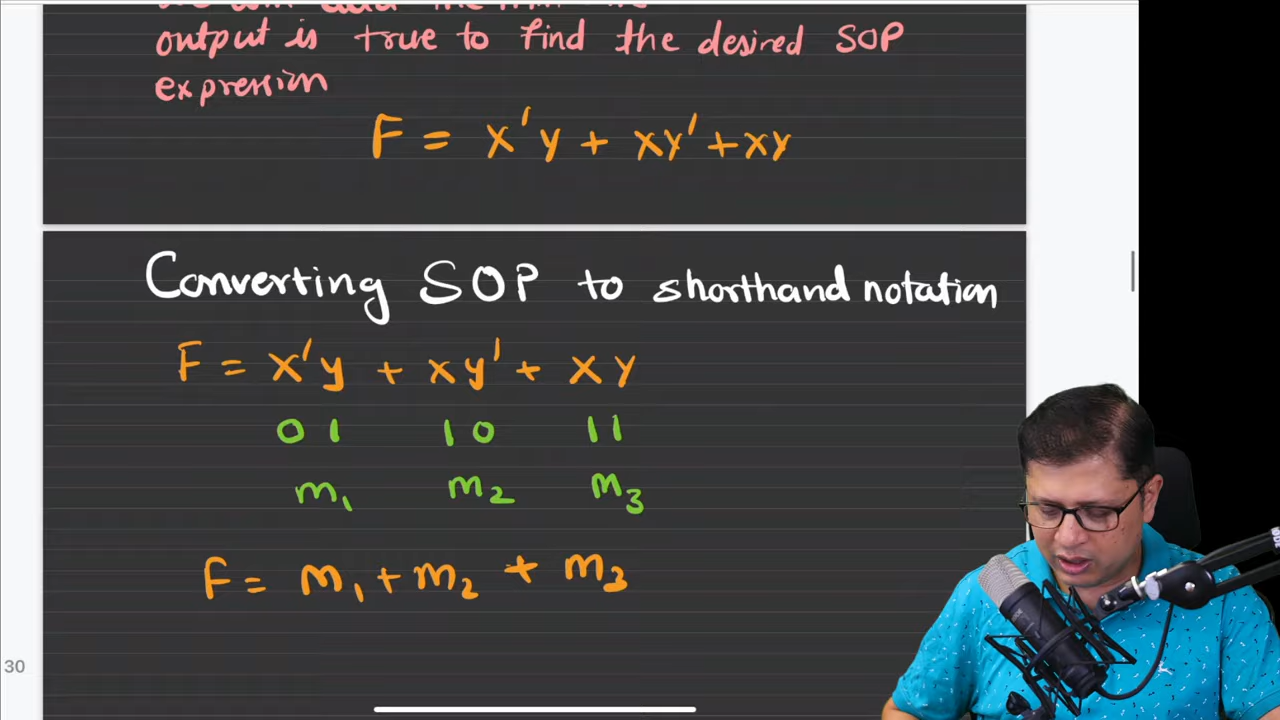 output is true to find the desired SOP
expression
F = x'y + xy' + xy
Converting SOP to shorthand notation
F = x'y + xy' + xy
01 10 11
m₁ m₂ m₃
F = m₁ + m₂ + m₃
30